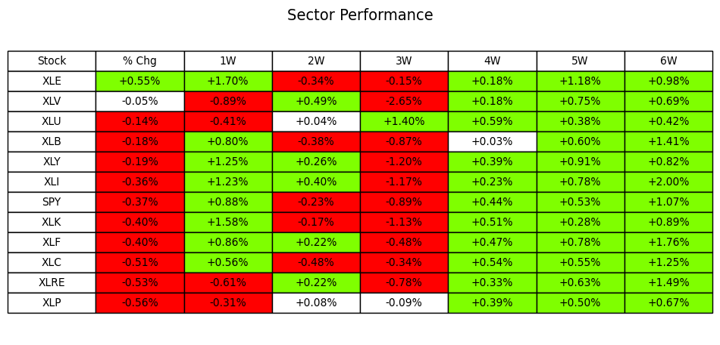 Sector Performance
Stock % Chg 1W 2W 3W 4W 5W 6W
XLE +0.55% +1.70% -0.34% -0.15% +0.18% +1.18% +0.98%
XLV -0.05% -0.89% +0.49% -2.65% +0.18% +0.75% +0.69%
XLU -0.14% -0.41% +0.04% +1.40% +0.59% +0.38% +0.42%
XLB -0.18% +0.80% -0.38% -0.87% +0.03% +0.60% +1.41%
XLY -0.19% +1.25% +0.26% -1.20% +0.39% +0.91% +0.82%
XLI -0.36% +1.23% +0.40% -1.17% +0.23% +0.78% +2.00%
SPY -0.37% +0.88% -0.23% -0.89% +0.44% +0.53% +1.07%
XLK -0.40% +1.58% -0.17% -1.13% +0.51% +0.28% +0.89%
XLF -0.40% +0.86% +0.22% -0.48% +0.47% +0.78% +1.76%
XLC -0.51% +0.56% -0.48% -0.34% +0.54% +0.55% +1.25%
XLRE -0.53% -0.61% +0.22% -0.78% +0.33% +0.63% +1.49%
XLP -0.56% -0.31% +0.08% -0.09% +0.39% +0.50% +0.67%